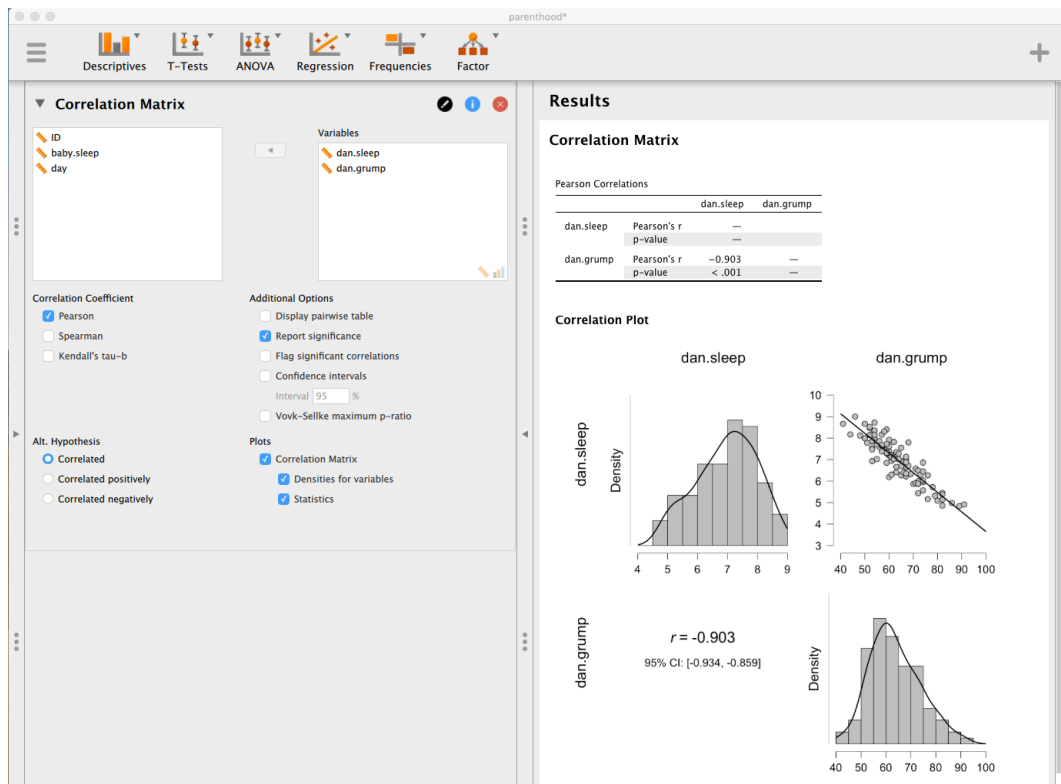 parenthood*
Descriptives T-Tests ANOVA Regression Frequencies Factor
Correlation Matrix
ID
baby.sleep
day
Variables
dan.sleep
dan.grump
Correlation Coefficient
Pearson
Spearman
Kendall's tau-b
Additional Options
Display pairwise table
Report significance
Flag significant correlations
Confidence intervals
Interval 95 %
Vovk-Sellke maximum p-ratio
Alt. Hypothesis
Correlated
Correlated positively
Correlated negatively
Plots
Correlation Matrix
Densities for variables
Statistics
Results
Correlation Matrix
Pearson Correlations
dan.sleep dan.grump
dan.sleep Pearson's r —
p-value —
dan.grump Pearson's r −0.903 —
p-value < .001 —
Correlation Plot
dan.sleep dan.grump
dan.sleep
Density
4 5 6 7 8 9
10
9
8
7
6
5
4
3
40 50 60 70 80 90 100
dan.grump
r = -0.903
95% CI: [-0.934, -0.859]
Density
40 50 60 70 80 90 100